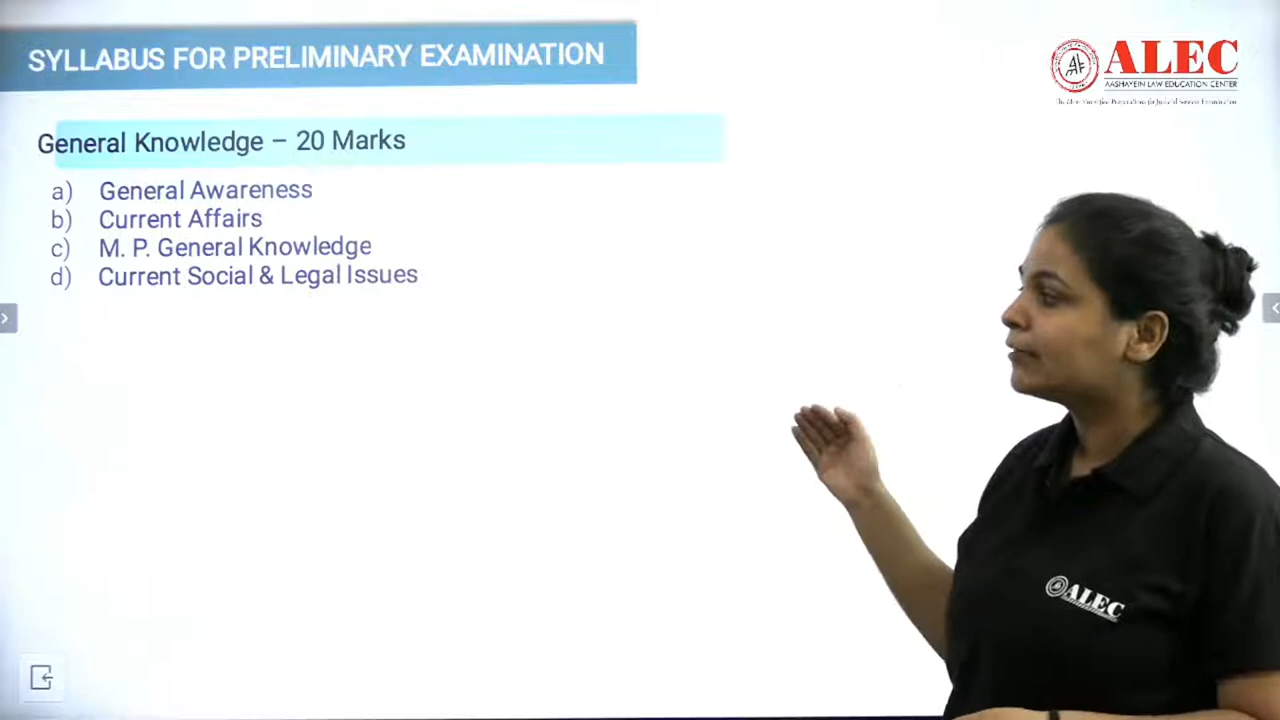 SYLLABUS FOR PRELIMINARY EXAMINATION
ALEC
AASHAYEIN LAW EDUCATION CENTER
General Knowledge – 20 Marks
a) General Awareness
b) Current Affairs
c) M. P. General Knowledge
d) Current Social & Legal Issues
ALEC